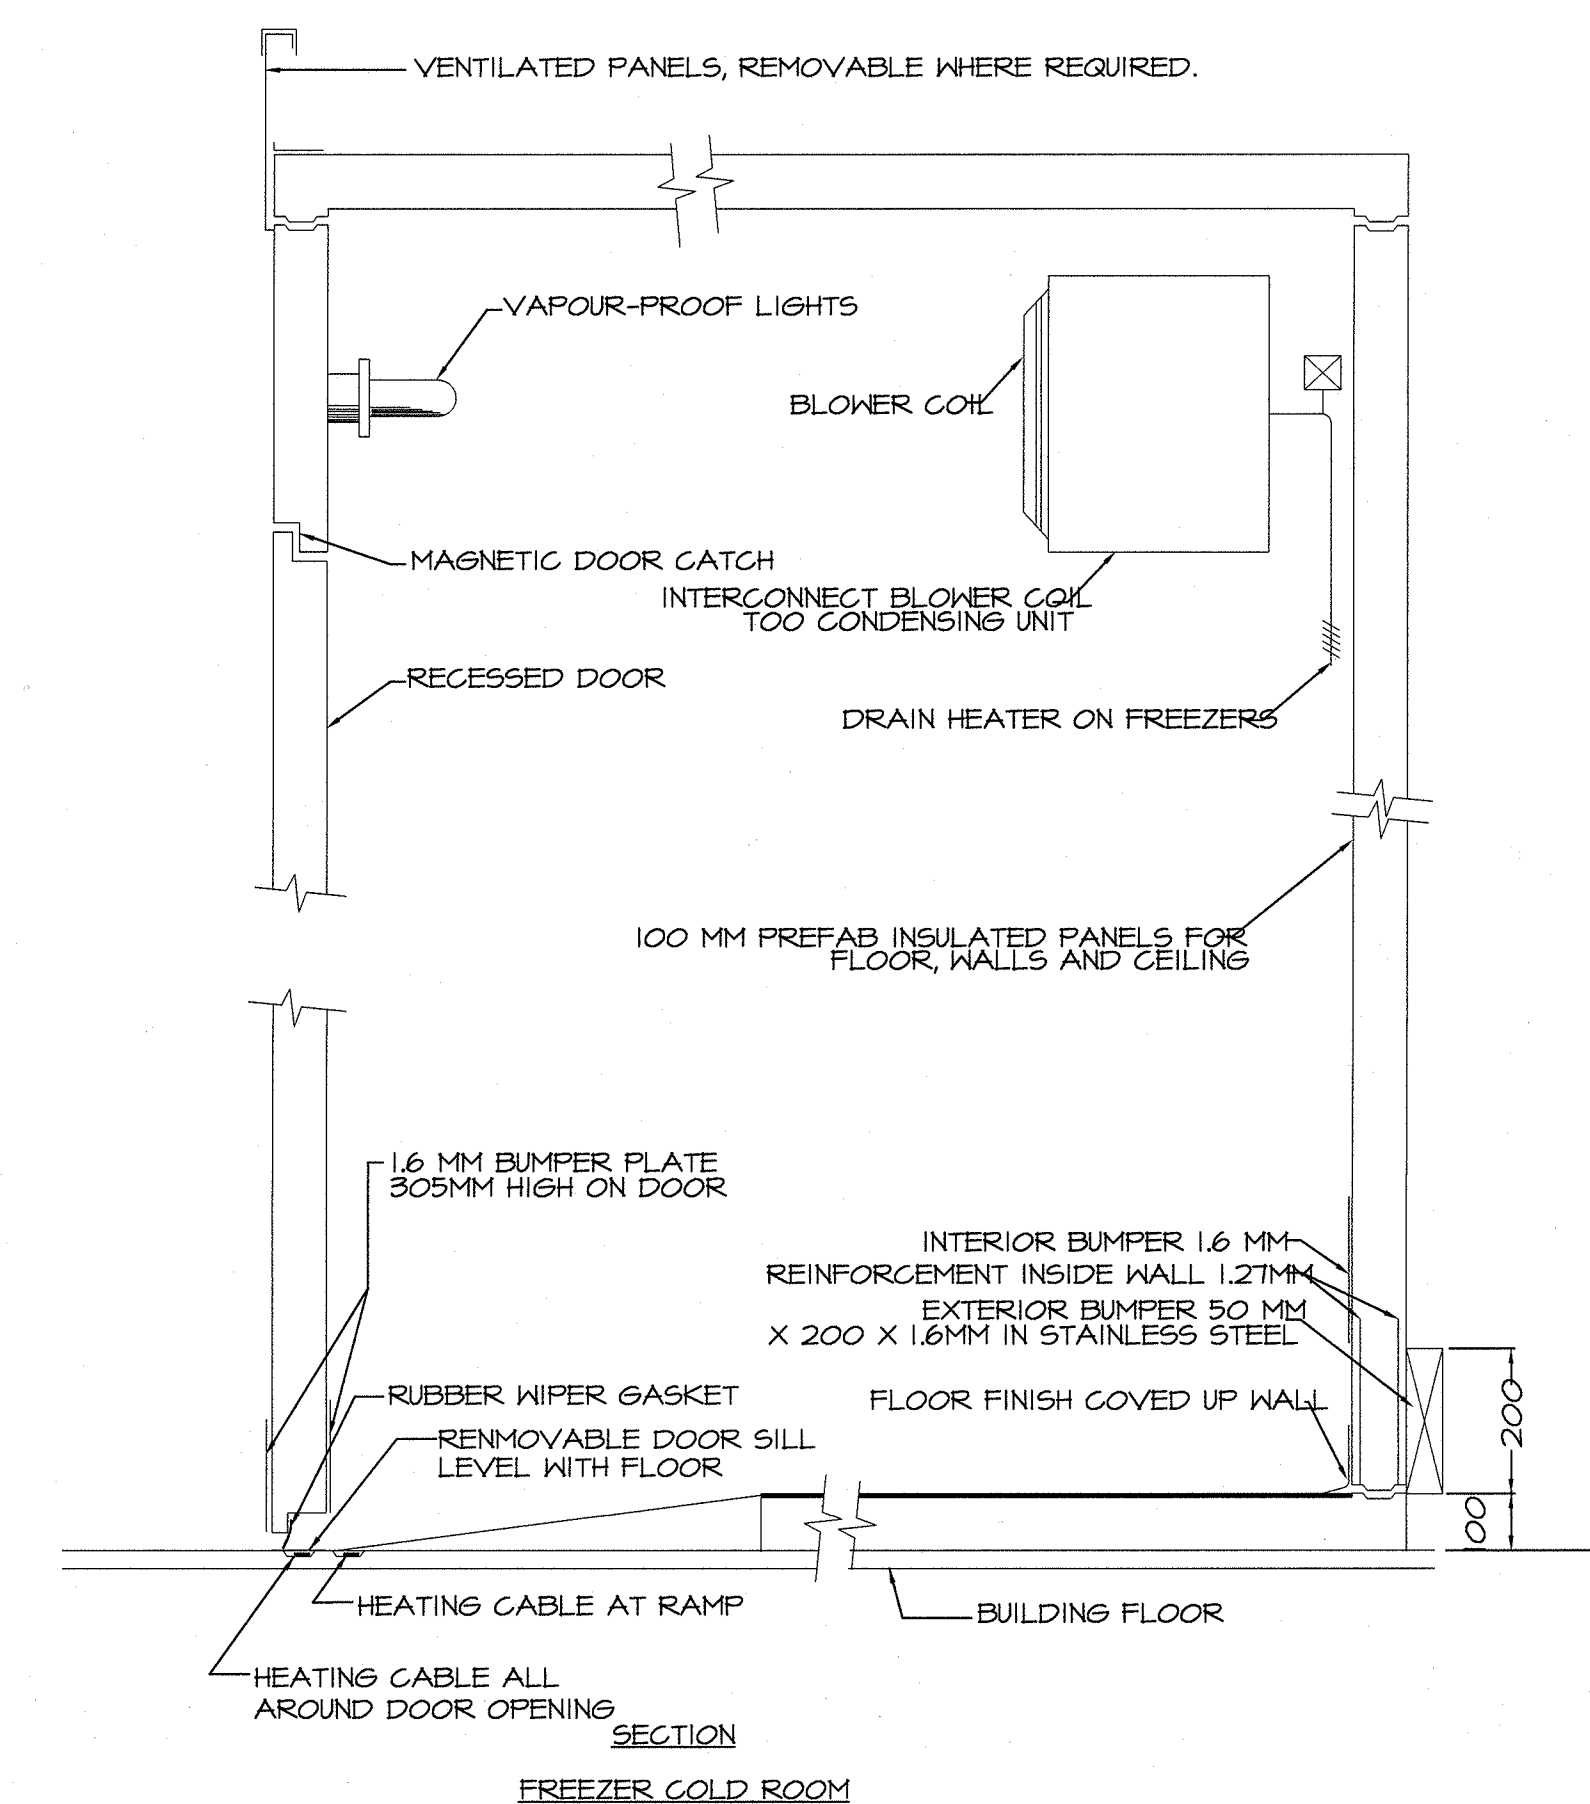 VENTILATED PANELS, REMOVABLE WHERE REQUIRED.
VAPOUR-PROOF LIGHTS
BLOWER COIL
MAGNETIC DOOR CATCH
INTERCONNECT BLOWER COIL
TOO CONDENSING UNIT
RECESSED DOOR
DRAIN HEATER ON FREEZERS
100 MM PREFAB INSULATED PANELS FOR
FLOOR, WALLS AND CEILING
1.6 MM BUMPER PLATE
305MM HIGH ON DOOR
INTERIOR BUMPER 1.6 MM
REINFORCEMENT INSIDE WALL 1.27MM
EXTERIOR BUMPER 50 MM
X 200 X 1.6MM IN STAINLESS STEEL
RUBBER WIPER GASKET
FLOOR FINISH COVED UP WALL
200
RENMOVABLE DOOR SILL
LEVEL WITH FLOOR
100
HEATING CABLE AT RAMP
BUILDING FLOOR
HEATING CABLE ALL
AROUND DOOR OPENING
SECTION
FREEZER COLD ROOM